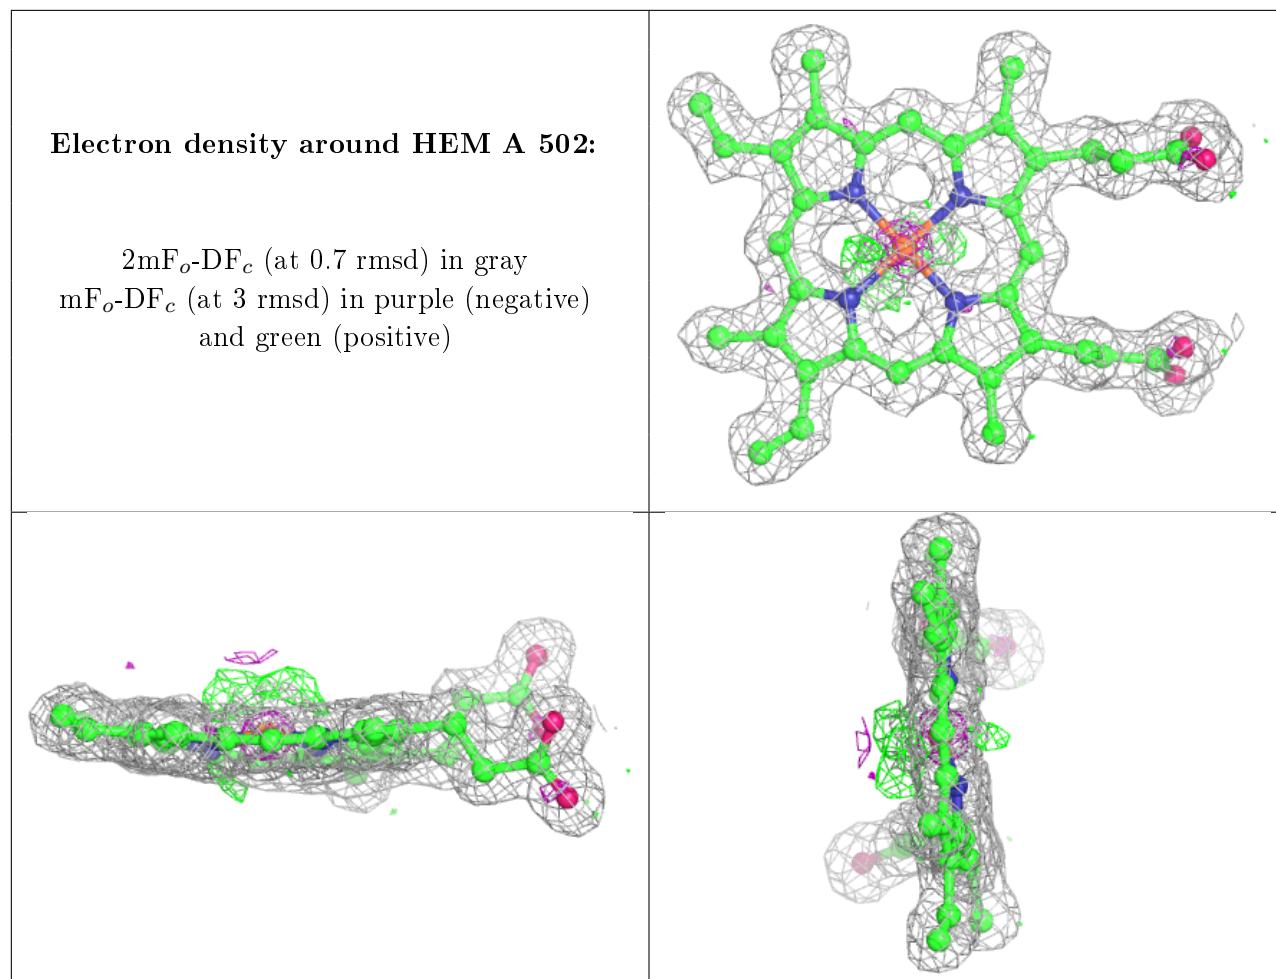 Electron density around HEM A 502:
2mFo-DFc (at 0.7 rmsd) in gray
mFo-DFc (at 3 rmsd) in purple (negative)
and green (positive)